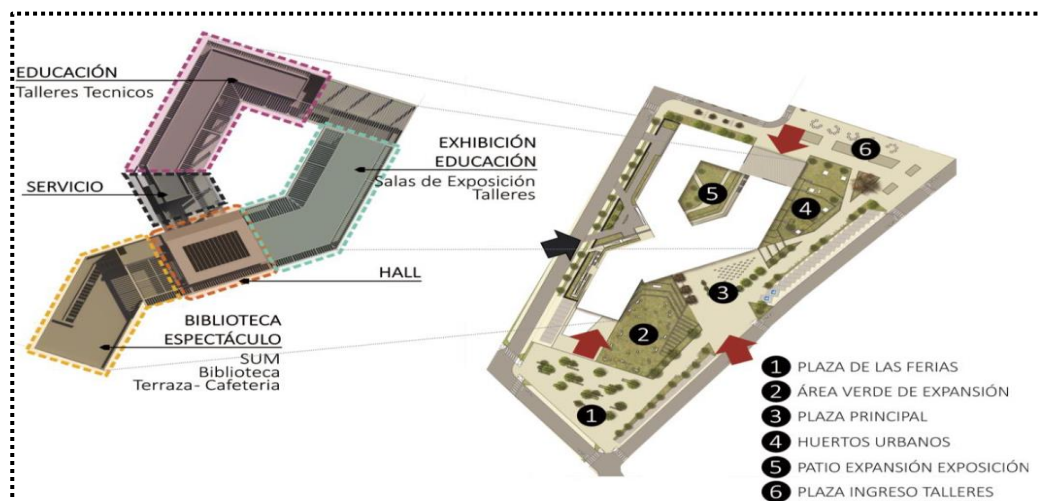 EDUCACIÓN
Talleres Tecnicos
SERVICIO
EXHIBICIÓN
EDUCACIÓN
Salas de Exposición
Talleres
HALL
BIBLIOTECA
ESPECTÁCULO
SUM
Biblioteca
Terraza- Cafeteria
6
5
4
3
2
1
1 PLAZA DE LAS FERIAS
2 ÁREA VERDE DE EXPANSIÓN
3 PLAZA PRINCIPAL
4 HUERTOS URBANOS
5 PATIO EXPANSIÓN EXPOSICIÓN
6 PLAZA INGRESO TALLERES